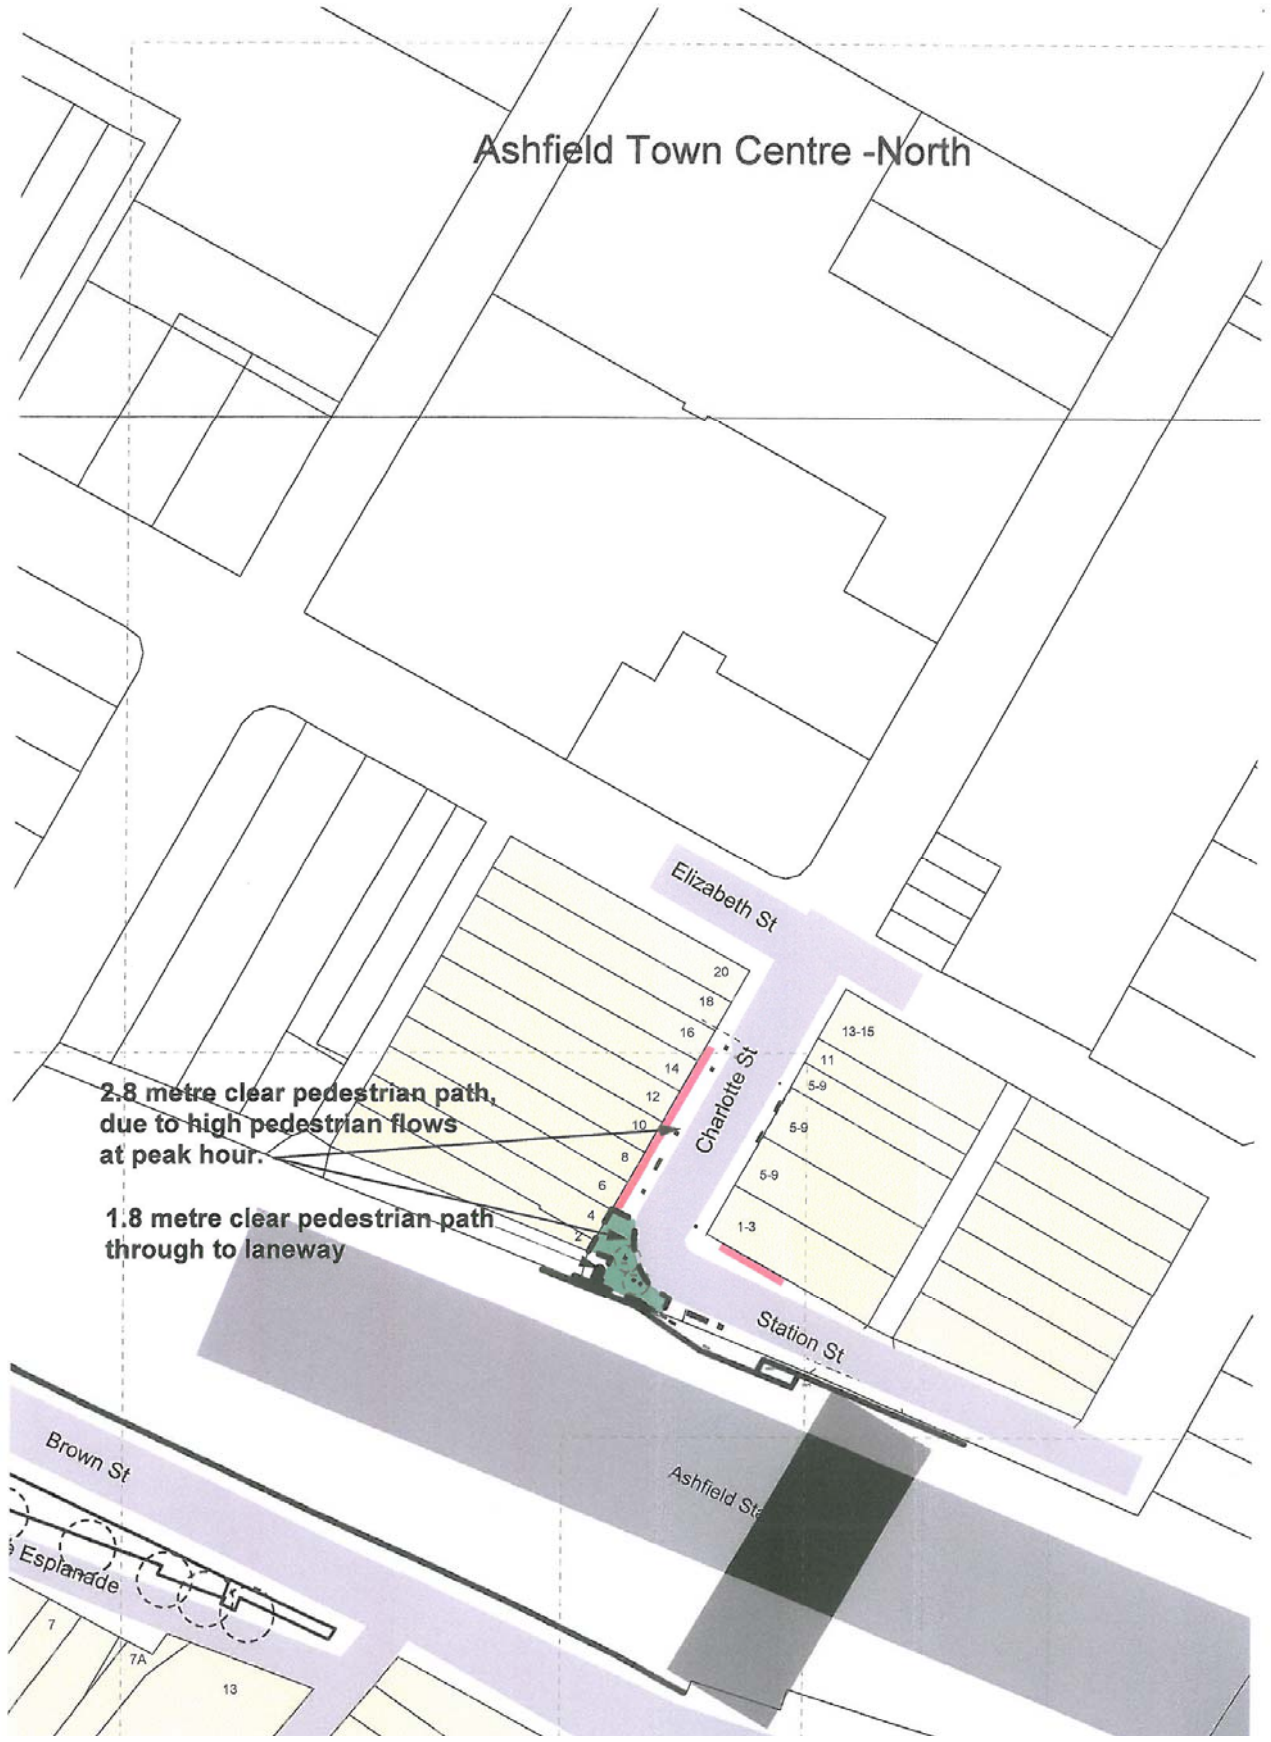 Ashfield Town Centre -North
Elizabeth St
20
18
16
14
12
10
8
6
4
2
Charlotte St
13-15
11
5-9
5-9
5-9
1-3
2.8 metre clear pedestrian path,
due to high pedestrian flows
at peak hour.
1.8 metre clear pedestrian path
through to laneway
Station St
Ashfield Sta
Brown St
Esplanade
7
7A
13